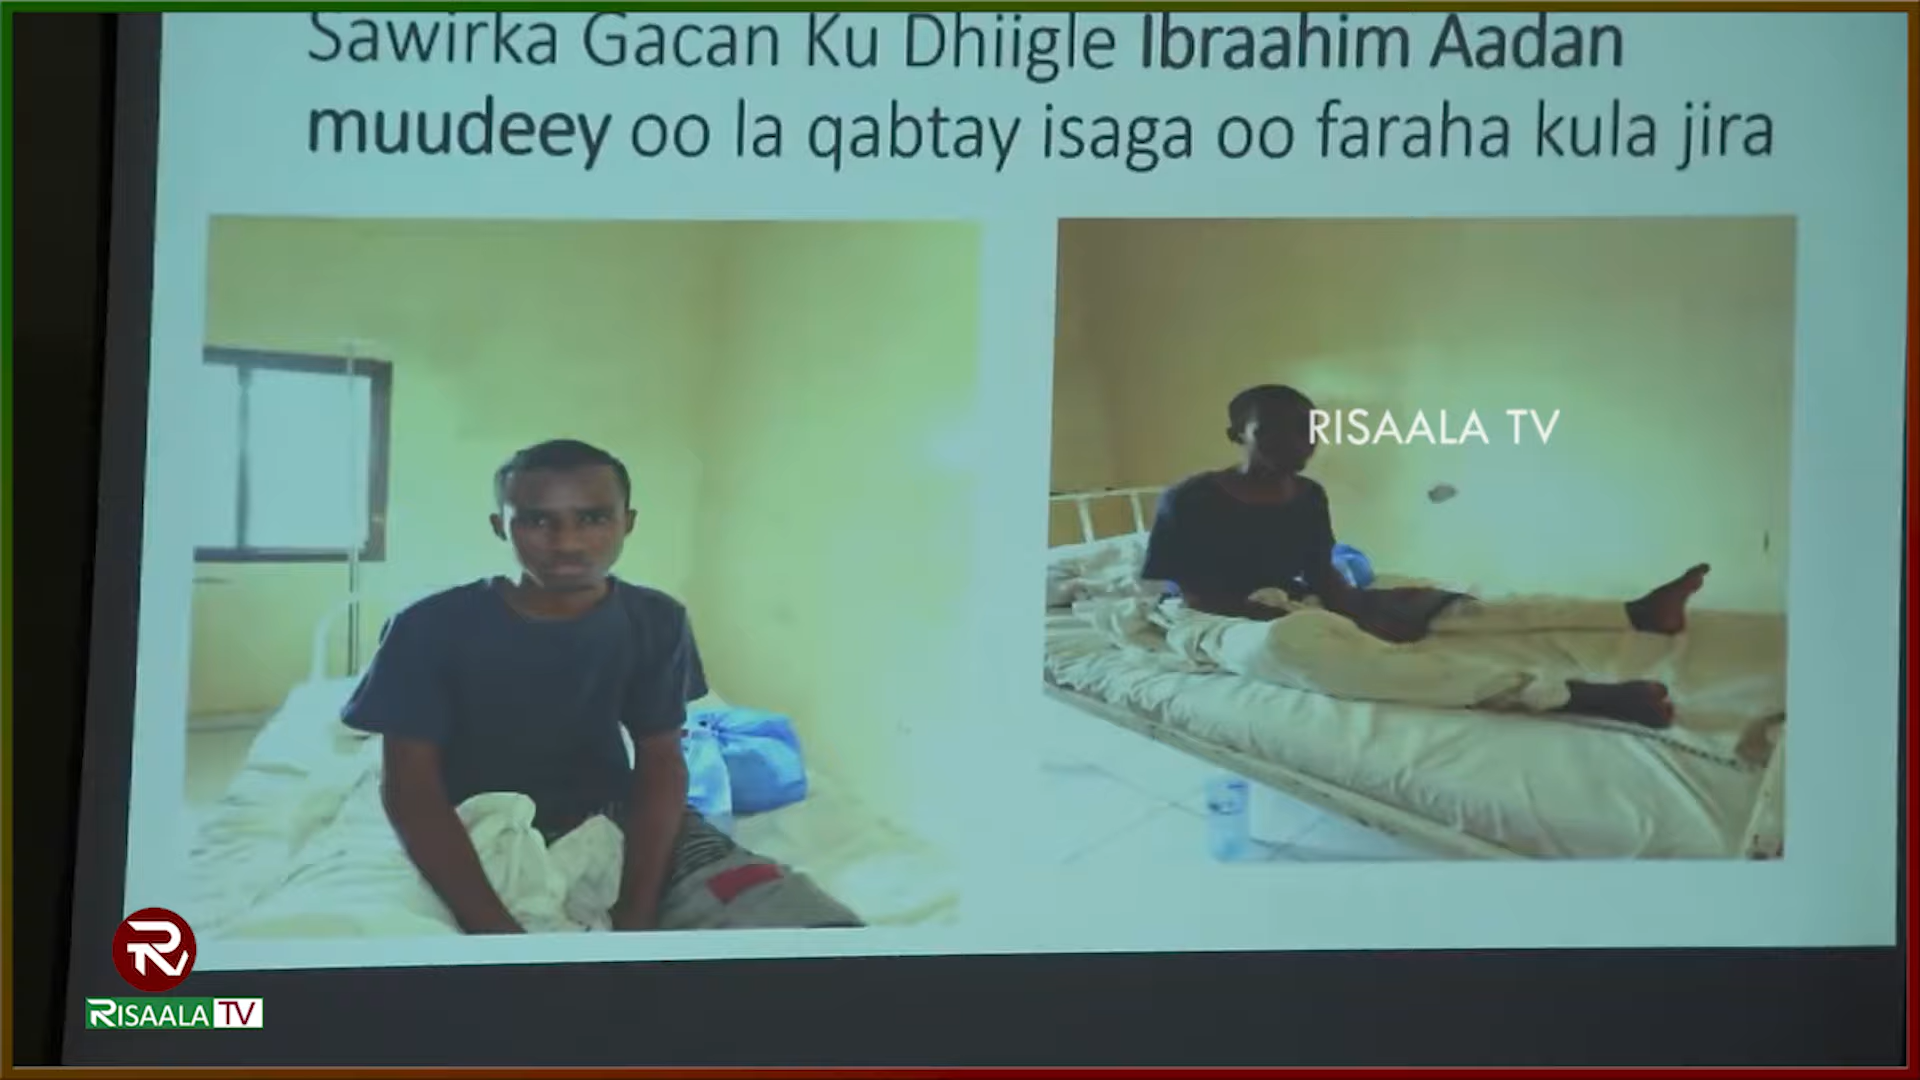 Sawirka Gacan Ku Dhiigle Ibraahim Aadan
muudeey oo la qabtay isaga oo faraha kula jira
RISAALA TV
RISAALA TV